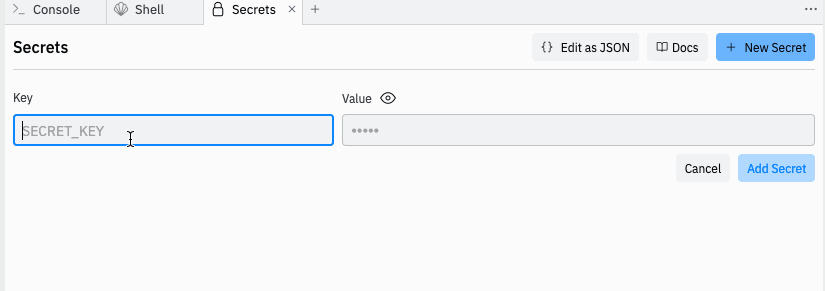 Console Shell Secrets
Secrets
{} Edit as JSON Docs + New Secret
Key Value
SECRET_KEY •••••
Cancel Add Secret